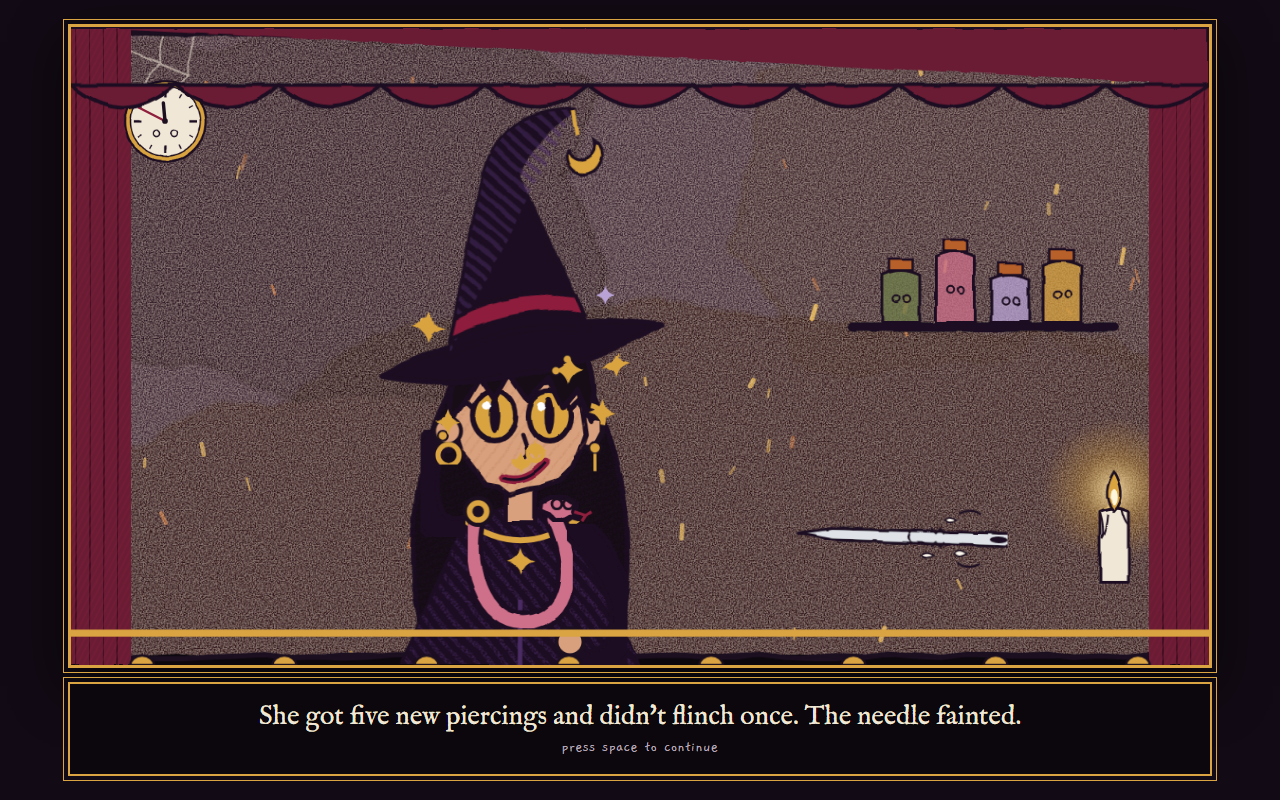 She got five new piercings and didn’t flinch once. The needle fainted.
press space to continue